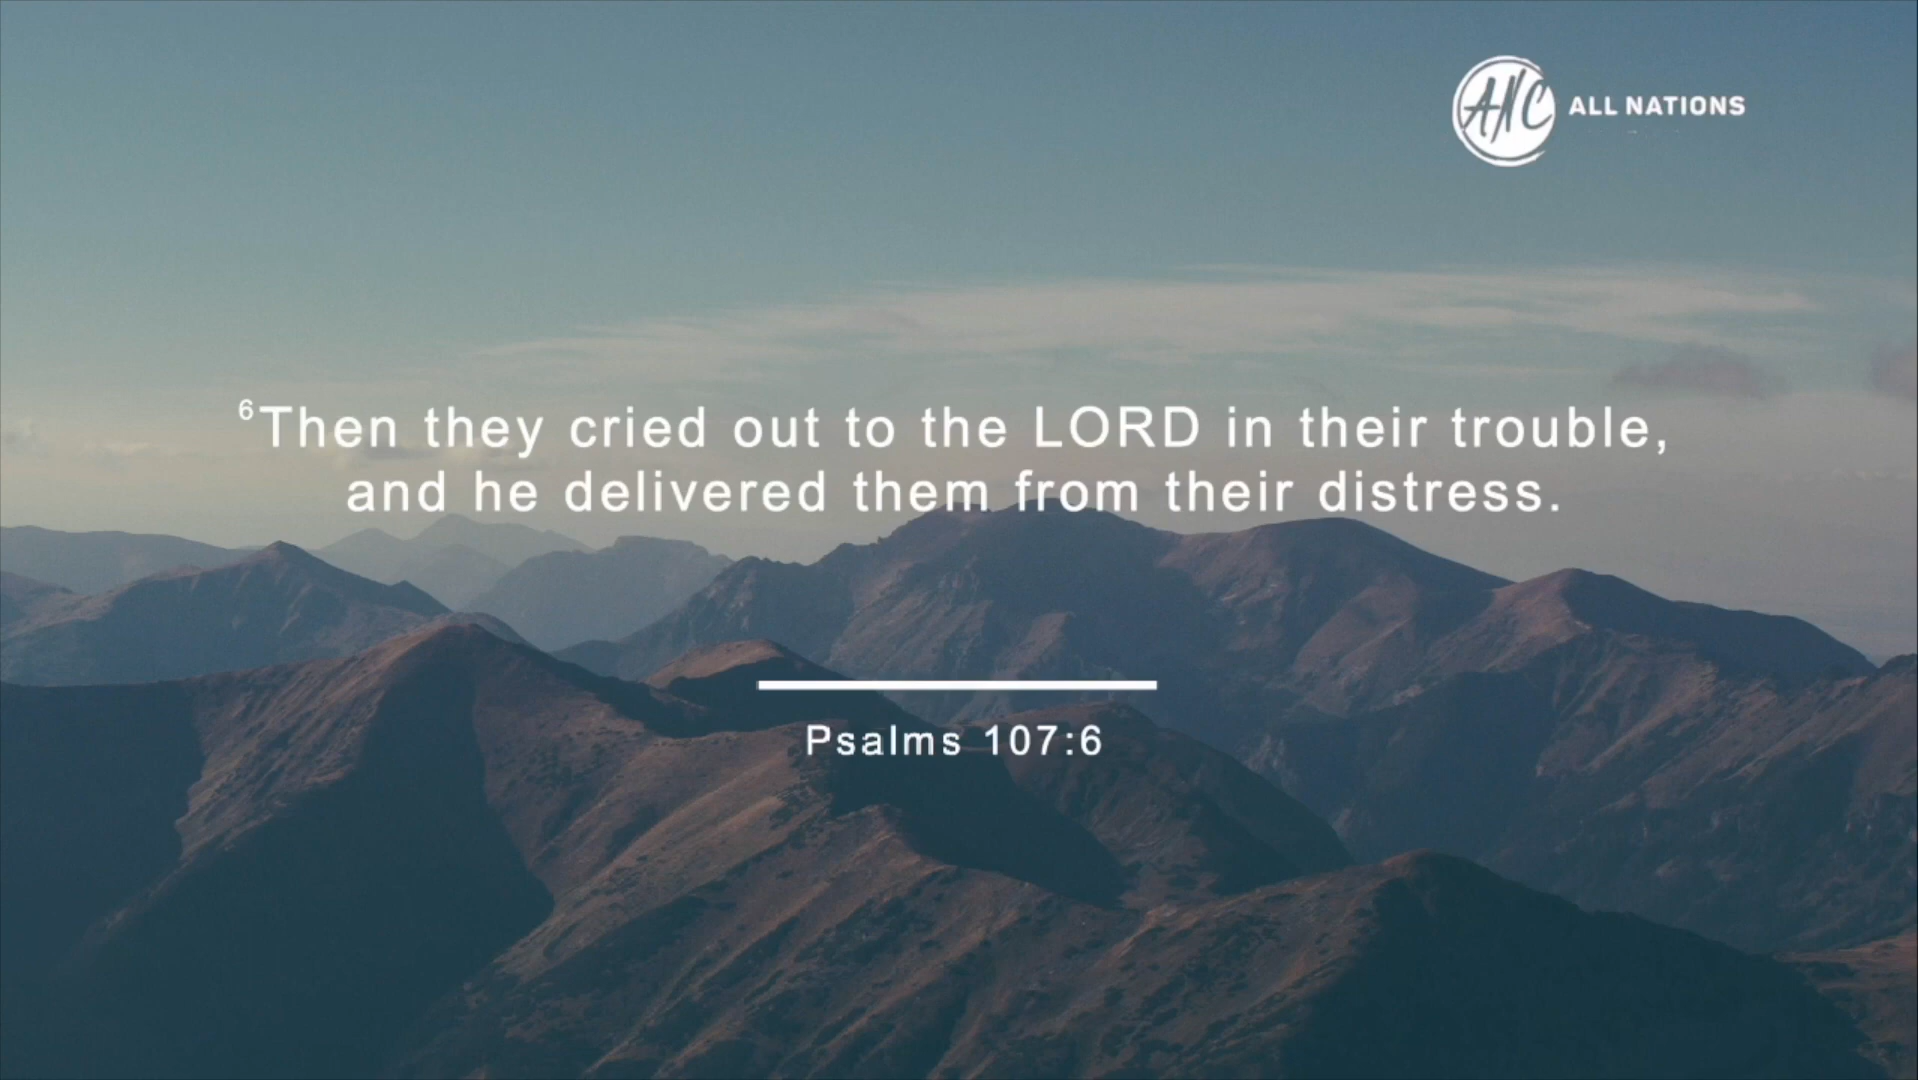 ANC ALL NATIONS
⁶Then they cried out to the LORD in their trouble,
and he delivered them from their distress.
Psalms 107:6